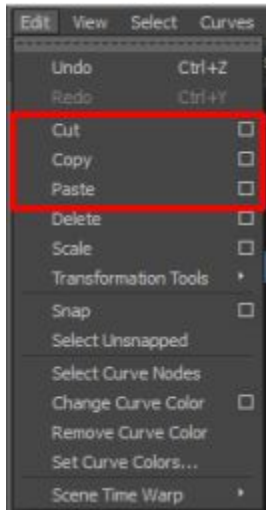 Edit View Select Curves
Undo Ctrl+Z
Redo Ctrl+Y
Cut
Copy
Paste
Delete
Scale
Transformation Tools
Snap
Select Unsnapped
Select Curve Nodes
Change Curve Color
Remove Curve Color
Set Curve Colors...
Scene Time Warp